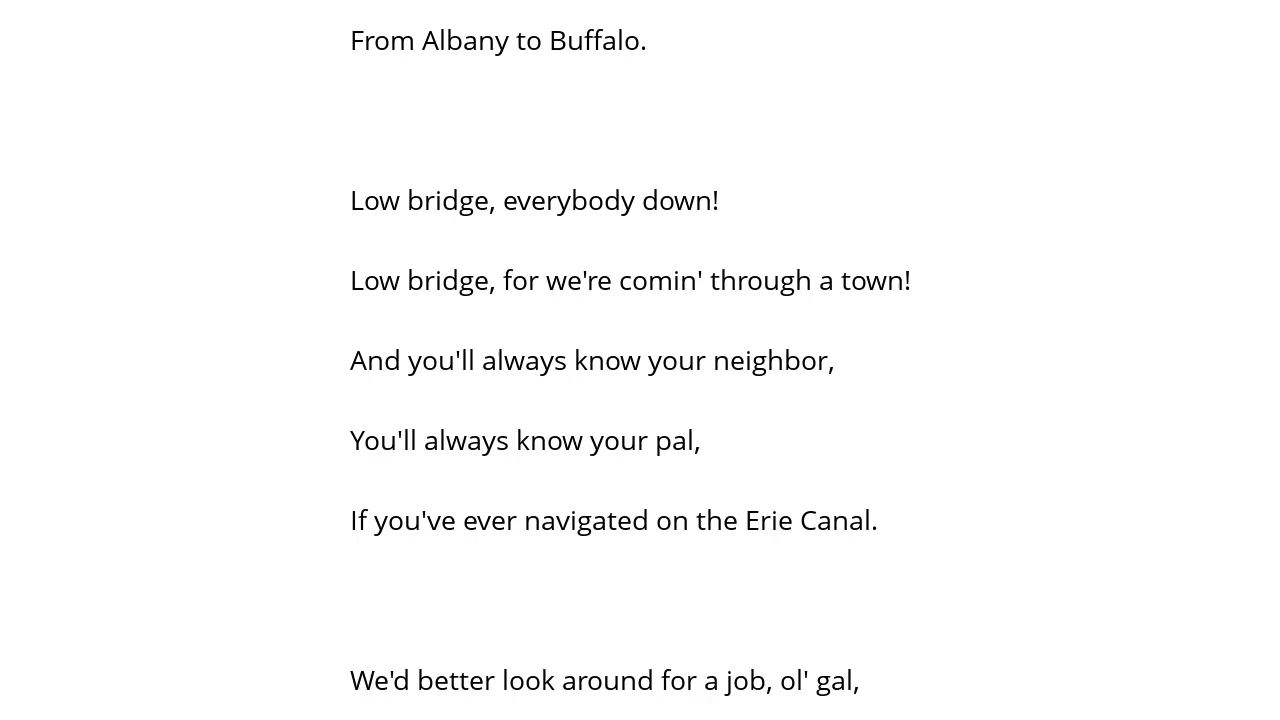 From Albany to Buffalo.
Low bridge, everybody down!
Low bridge, for we're comin' through a town!
And you'll always know your neighbor,
You'll always know your pal,
If you've ever navigated on the Erie Canal.
We'd better look around for a job, ol' gal,